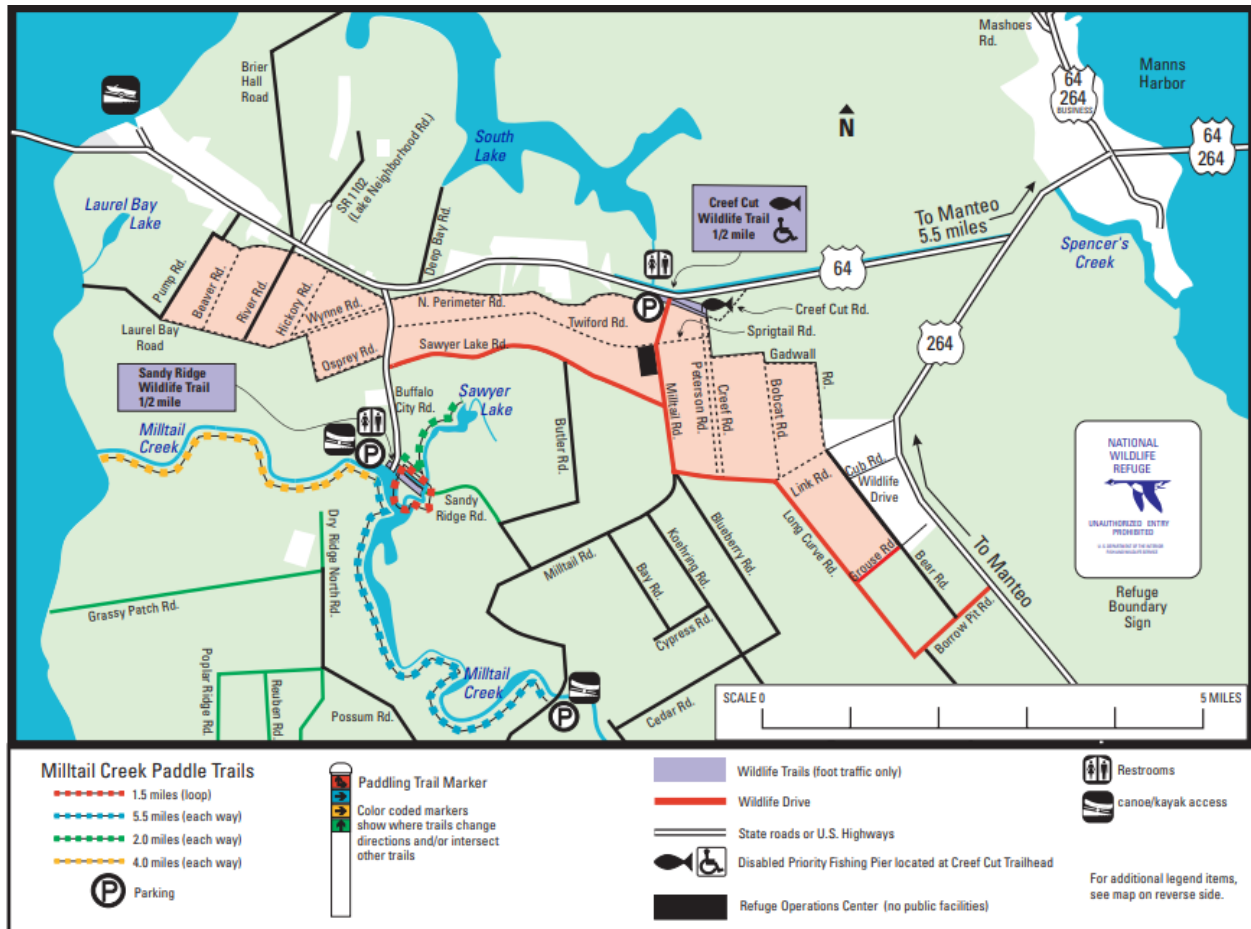 Brier
Hall
Road
Mashoes
Rd.
64
264
BUSINESS
Manns
Harbor
64
264
N
South
Lake
SR 1102
(Lake Neighborhood Rd.)
Creef Cut
Wildlife Trail
1/2 mile
To Manteo
5.5 miles
Laurel Bay
Lake
Deep Bay Rd.
64
Spencer's
Creek
Pump Rd.
Beaver Rd.
River Rd.
Hickory Rd.
Wynne Rd.
N. Perimeter Rd.
P
Creef Cut Rd.
Twiford Rd.
Sprigtail Rd.
Laurel Bay
Road
Osprey Rd.
Sawyer Lake Rd.
264
Gadwall
Rd.
Sandy Ridge
Wildlife Trail
1/2 mile
Buffalo
City Rd.
Sawyer
Lake
Milltail Rd.
Peterson Rd.
Creef Rd.
Bobcat Rd.
Milltail
Creek
P
Butler Rd.
Link Rd.
Cub Rd.
Wildlife
Drive
NATIONAL
WILDLIFE
REFUGE
UNAUTHORIZED ENTRY
PROHIBITED
U.S. DEPARTMENT OF THE INTERIOR
FISH AND WILDLIFE SERVICE
Refuge
Boundary
Sign
Sandy
Ridge Rd.
Dry Ridge North Rd.
Milltail Rd.
Koehring Rd.
Blueberry Rd.
Long Curve Rd.
Grouse Rd.
Bear Rd.
To Manteo
Bay Rd.
Grassy Patch Rd.
Cypress Rd.
Borrow Pit Rd.
Poplar Ridge Rd.
Reuben Rd.
Possum Rd.
Milltail
Creek
P
Cedar Rd.
SCALE 0
5 MILES
Milltail Creek Paddle Trails
1.5 miles (loop)
5.5 miles (each way)
2.0 miles (each way)
4.0 miles (each way)
P
Parking
Paddling Trail Marker
Color coded markers
show where trails change
directions and/or intersect
other trails
Wildlife Trails (foot traffic only)
Wildlife Drive
State roads or U.S. Highways
Disabled Priority Fishing Pier located at Creef Cut Trailhead
Refuge Operations Center (no public facilities)
Restrooms
canoe/kayak access
For additional legend items,
see map on reverse side.